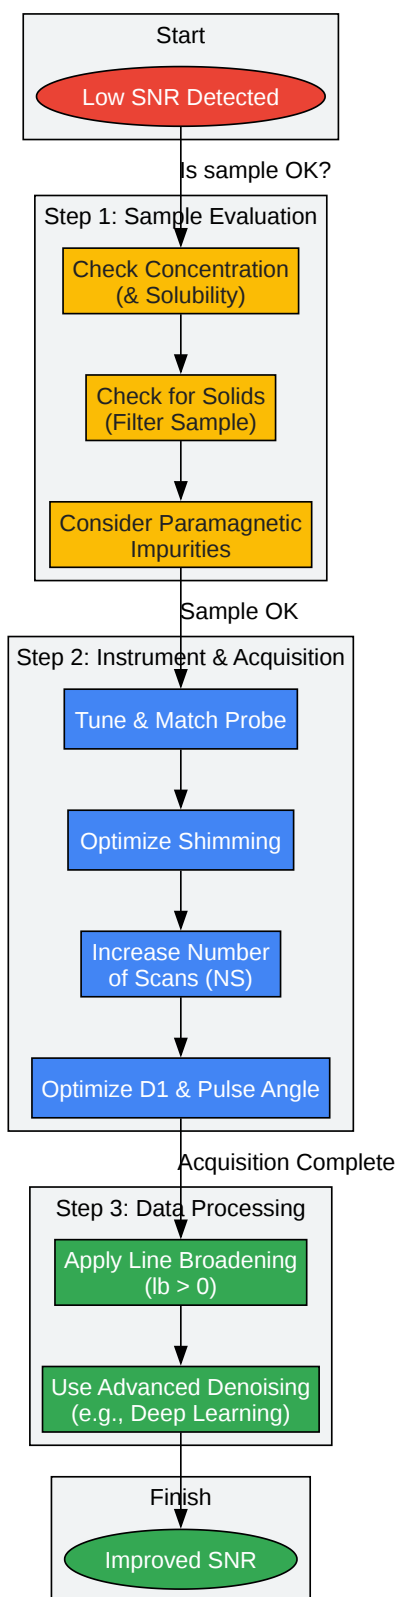 Start
Low SNR Detected
Is sample OK?
Step 1: Sample Evaluation
Check Concentration
(& Solubility)
Check for Solids
(Filter Sample)
Consider Paramagnetic
Impurities
Sample OK
Step 2: Instrument & Acquisition
Tune & Match Probe
Optimize Shimming
Increase Number
of Scans (NS)
Optimize D1 & Pulse Angle
Acquisition Complete
Step 3: Data Processing
Apply Line Broadening
(lb > 0)
Use Advanced Denoising
(e.g., Deep Learning)
Finish
Improved SNR